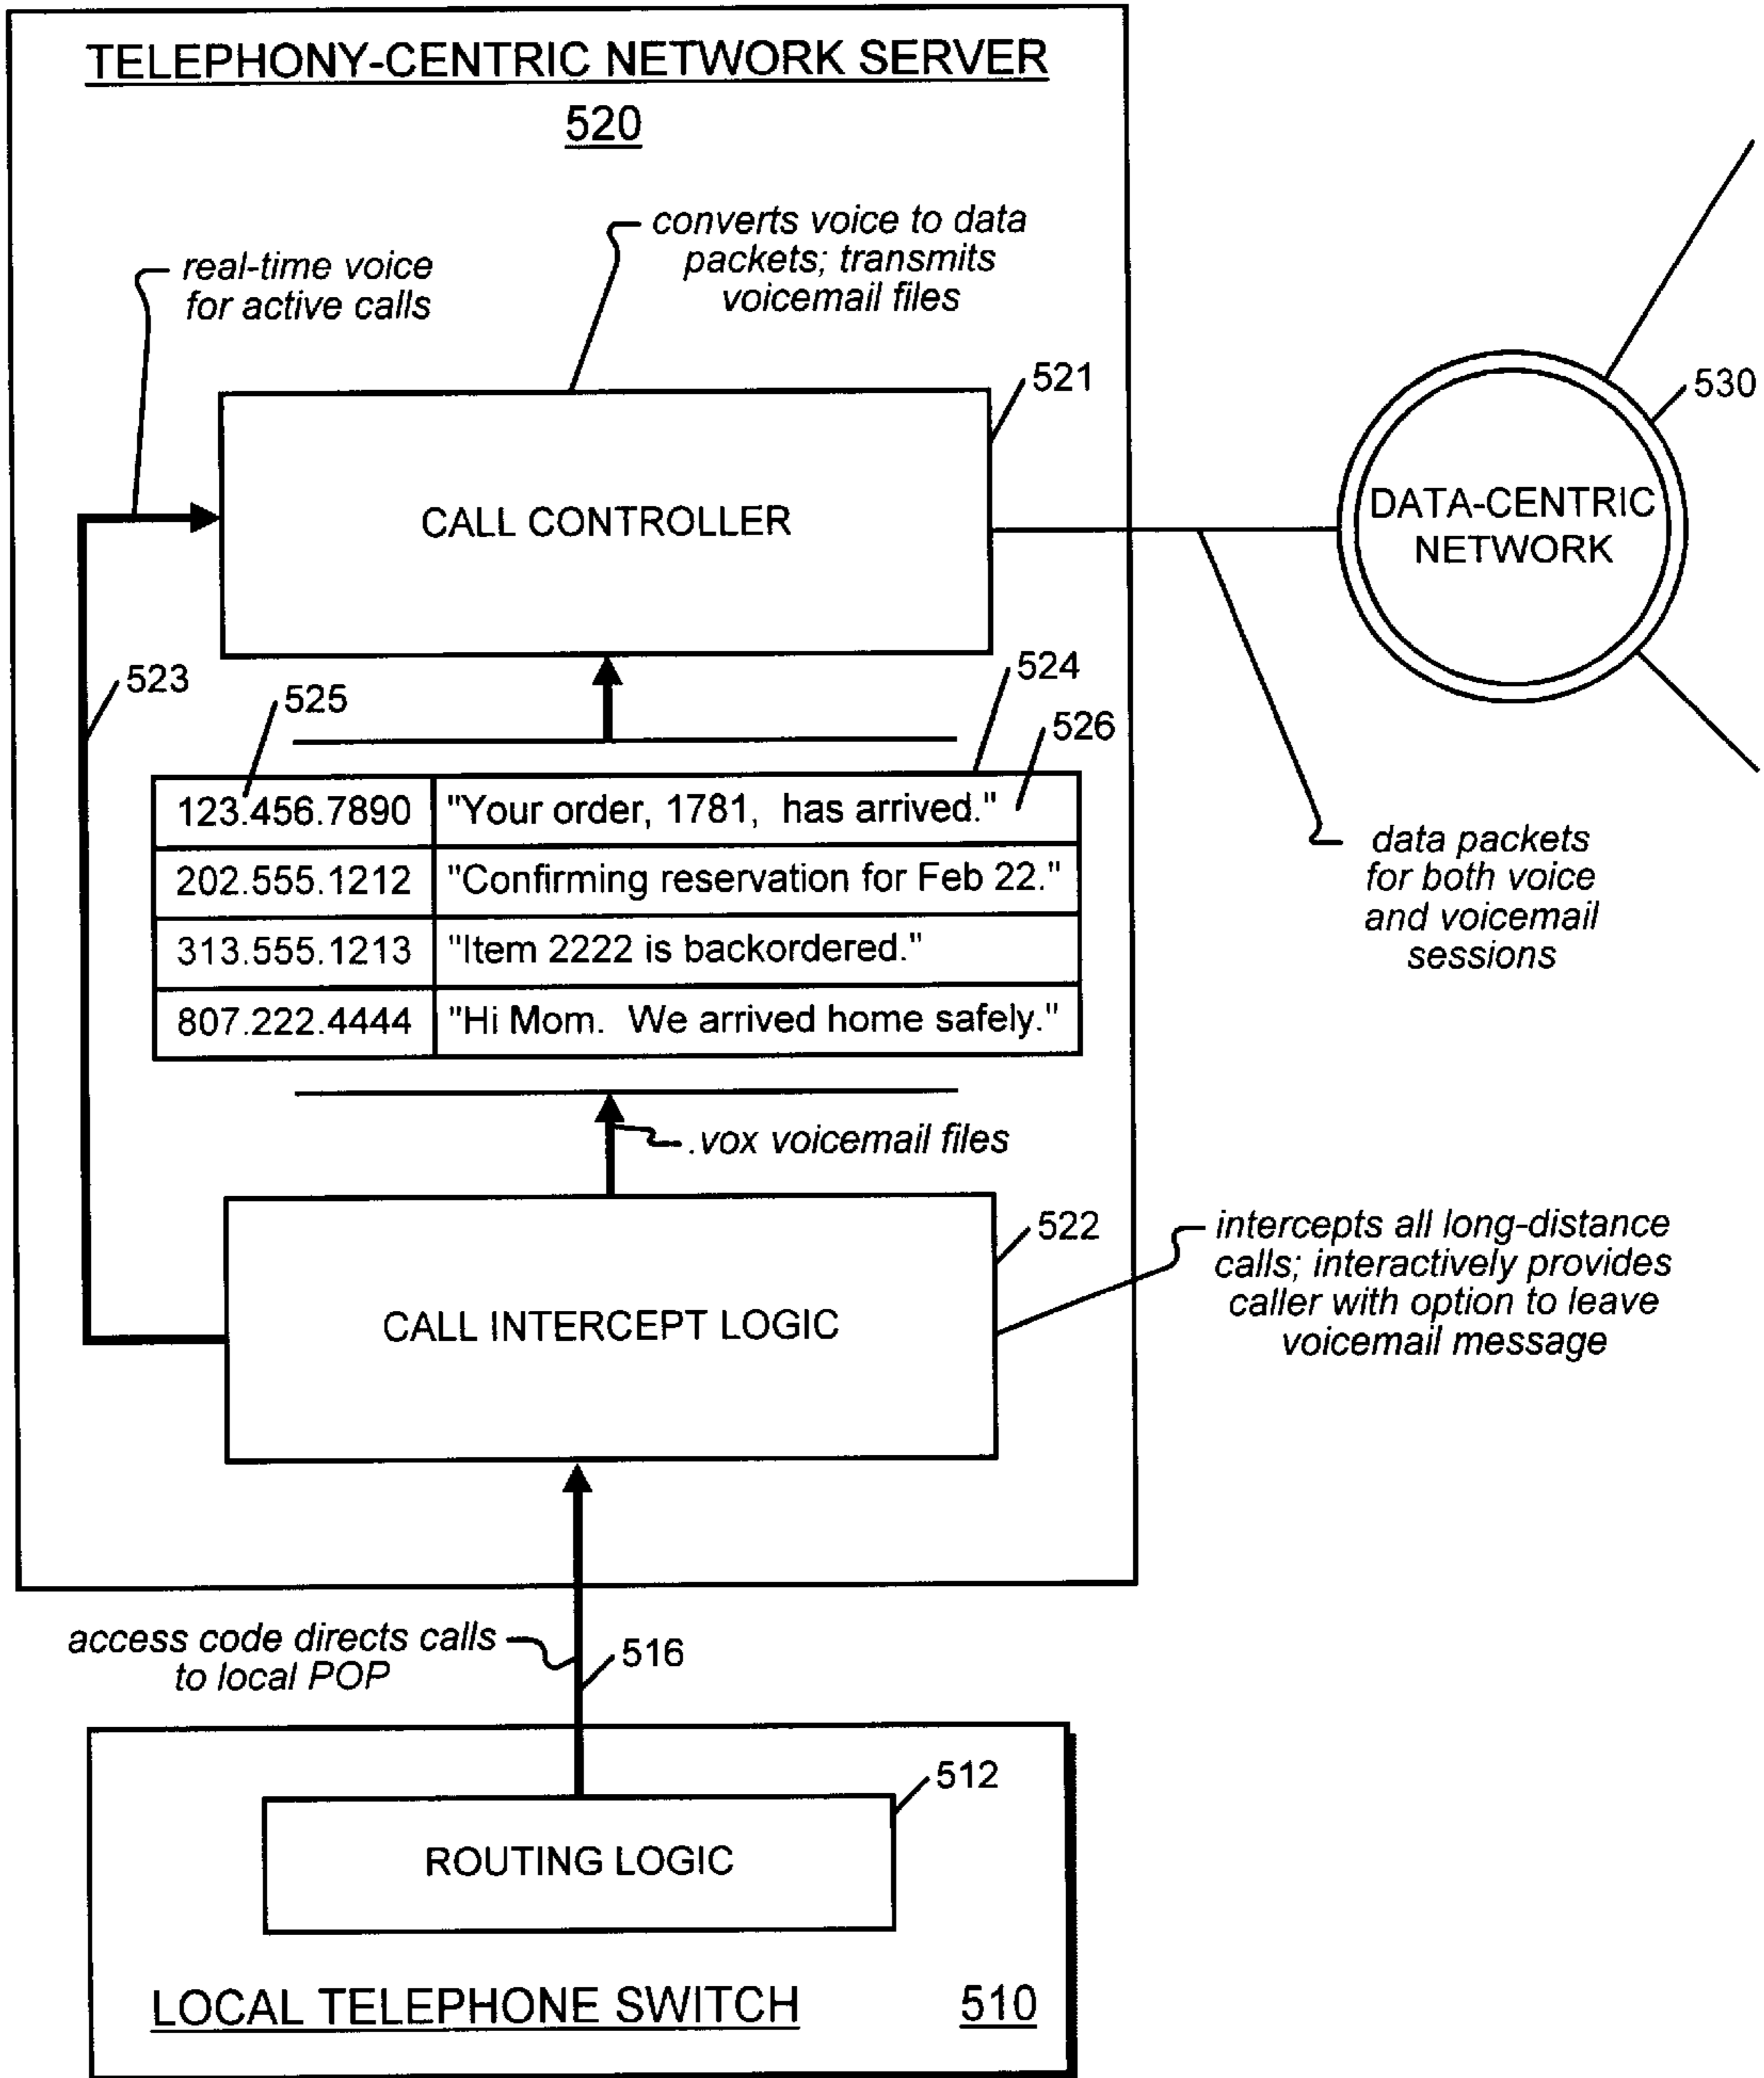 TELEPHONY-CENTRIC NETWORK SERVER
520
real-time voice
for active calls
converts voice to data
packets; transmits
voicemail files
521
CALL CONTROLLER
530
DATA-CENTRIC
NETWORK
523
525
524
526
123.456.7890 "Your order, 1781,  has arrived."
202.555.1212 "Confirming reservation for Feb 22."
313.555.1213 "Item 2222 is backordered."
807.222.4444 "Hi Mom.  We arrived home safely."
data packets
for both voice
and voicemail
sessions
.vox voicemail files
522
CALL INTERCEPT LOGIC
intercepts all long-distance
calls; interactively provides
caller with option to leave
voicemail message
access code directs calls
to local POP
516
512
ROUTING LOGIC
LOCAL TELEPHONE SWITCH 510